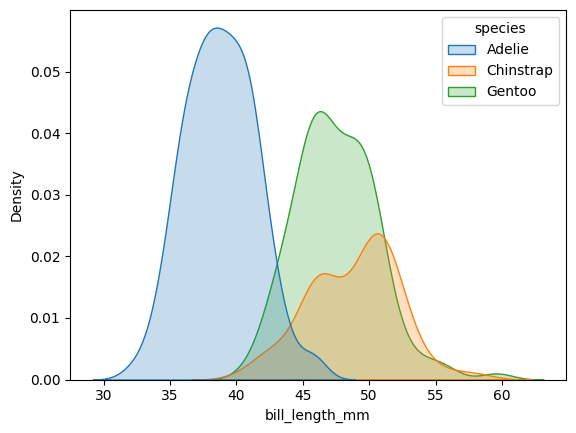 species
Adelie
Chinstrap
Gentoo
Density
0.05
0.04
0.03
0.02
0.01
0.00
30 35 40 45 50 55 60
bill_length_mm